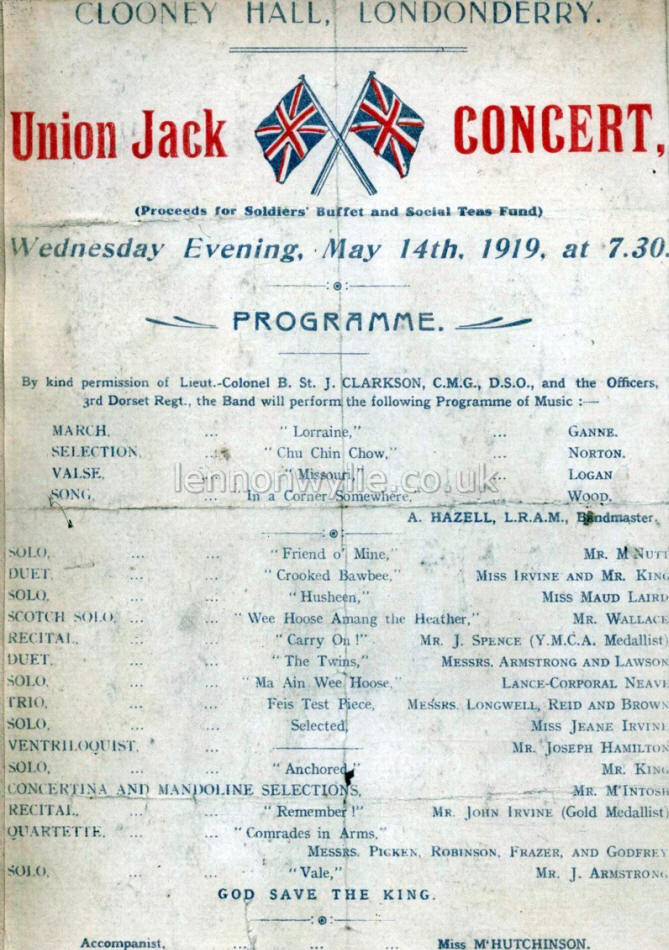 CLOONEY HALL, LONDONDERRY.
Union Jack CONCERT,
(Proceeds for Soldiers' Buffet and Social Teas Fund)
Wednesday Evening, May 14th, 1919, at 7.30.
PROGRAMME.
By kind permission of Lieut.-Colonel B. St. J. CLARKSON, C.M.G., D.S.O., and the Officers,
3rd Dorset Regt., the Band will perform the following Programme of Music :—
MARCH, ... "Lorraine," ... GANNE.
SELECTION, ... "Chu Chin Chow," ... NORTON.
VALSE, ... "Missouri," ... LOGAN
lennonwylie.co.uk
SONG, ... In a Corner Somewhere, ... WOOD.
A. HAZELL, L.R.A.M., Bandmaster.
SOLO, ... ... "Friend o' Mine," MR. M'NUTT
DUET, ... ... "Crooked Bawbee," MISS IRVINE AND MR. KING
SOLO, ... ... "Husheen," MISS MAUD LAIRD
SCOTCH SOLO, ... ... "Wee Hoose Amang the Heather," MR. WALLACE
RECITAL, ... ... "Carry On!" MR. J. SPENCE (Y.M.C.A. Medallist)
DUET, ... ... "The Twins," MESSRS. ARMSTRONG AND LAWSON
SOLO, ... ... "Ma Ain Wee Hoose," LANCE-CORPORAL NEAVE
TRIO, ... ... Feis Test Piece, MESSRS. LONGWELL, REID AND BROWN
SOLO, ... ... Selected, MISS JEANE IRVINE
VENTRILOQUIST, ... MR. JOSEPH HAMILTON
SOLO, ... ... "Anchored," MR. KING
CONCERTINA AND MANDOLINE SELECTIONS, MR. M'INTOSH
RECITAL, ... ... "Remember!" MR. JOHN IRVINE (Gold Medallist)
QUARTETTE, ... ... "Comrades in Arms,"
MESSRS. PICKEN, ROBINSON, FRAZER, AND GODFREY
SOLO, ... ... "Vale," MR. J. ARMSTRONG
GOD SAVE THE KING.
Accompanist, ... ... ... Miss M'HUTCHINSON.